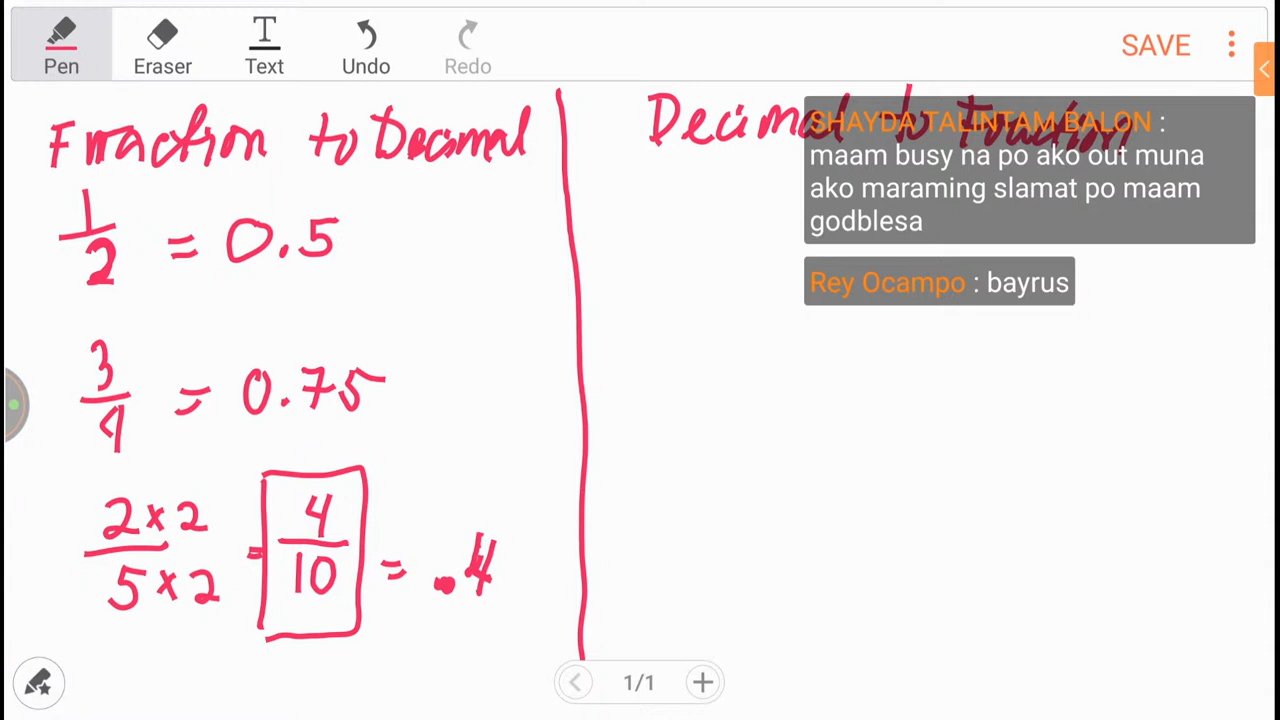 Pen Eraser Text Undo Redo SAVE
Fraction to Decimal
1/2 = 0.5
3/4 = 0.75
2 x 2 / 5 x 2 = 4/10 = .4
Decimal to Fraction
SHAYDA TALINTAM BALON :
maam busy na po ako out muna
ako maraming slamat po maam
godblesa
Rey Ocampo : bayrus
1/1